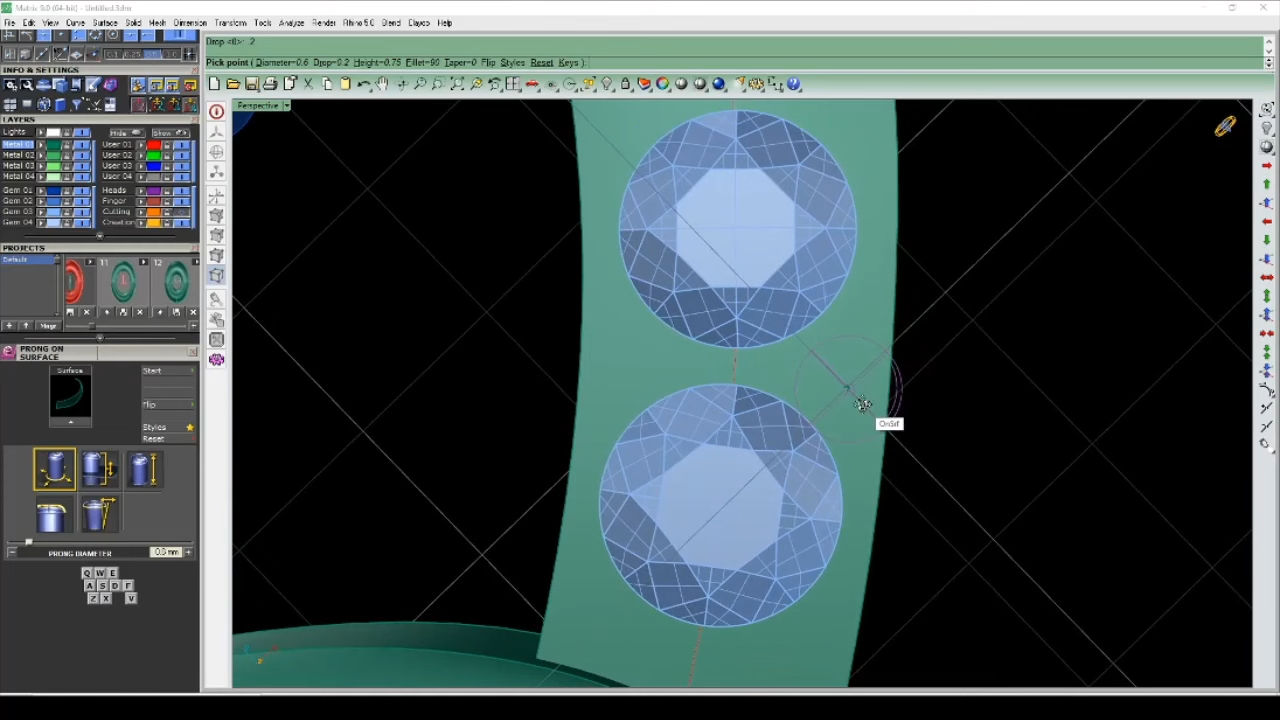 Matrix 9.0 (64-bit) - Untitled.3dm
File Edit View Curve Surface Solid Mesh Dimension Transform Tools Analyze Render Rhino 5.0 Blend Clayoo Help
Drop <0>: .2
Pick point ( Diameter=0.6 Drop=0.2 Height=0.75 Fillet=90 Taper=0 Flip Styles Reset Keys ):
INFO & SETTINGS
Perspective
LAYERS
Lights Hide Show
Metal 01 User 01
Metal 02 User 02
Metal 03 User 03
Metal 04 User 04
Gem 01 Heads
Gem 02 Finger
Gem 03 Cutting
Gem 04 Creation
PROJECTS
Default
11 12
PRONG ON SURFACE
Surface
Start
Flip
Styles
Reset
OnSrf
PRONG DIAMETER 0.6 mm
Q W E
A S D F
Z X V